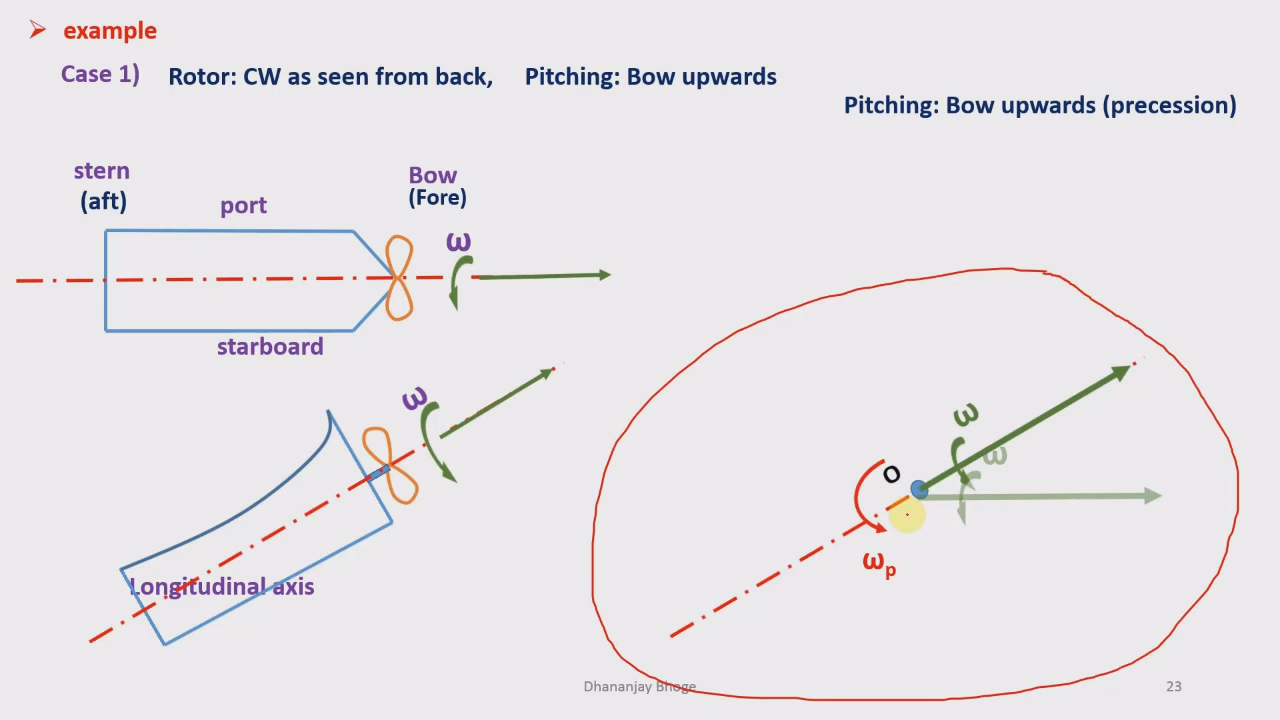 example
Case 1) Rotor: CW as seen from back, Pitching: Bow upwards
Pitching: Bow upwards (precession)
stern
(aft)
port
Bow
(Fore)
ω
starboard
ω
Longitudinal axis
ω
ω
O
ωp
Dhananjay Bhoge
23